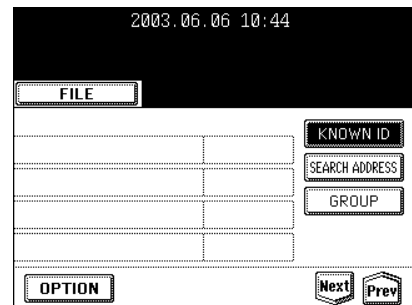 2003.06.06 10:44
FILE
KNOWN ID
SEARCH ADDRESS
GROUP
OPTION
Next
Prev